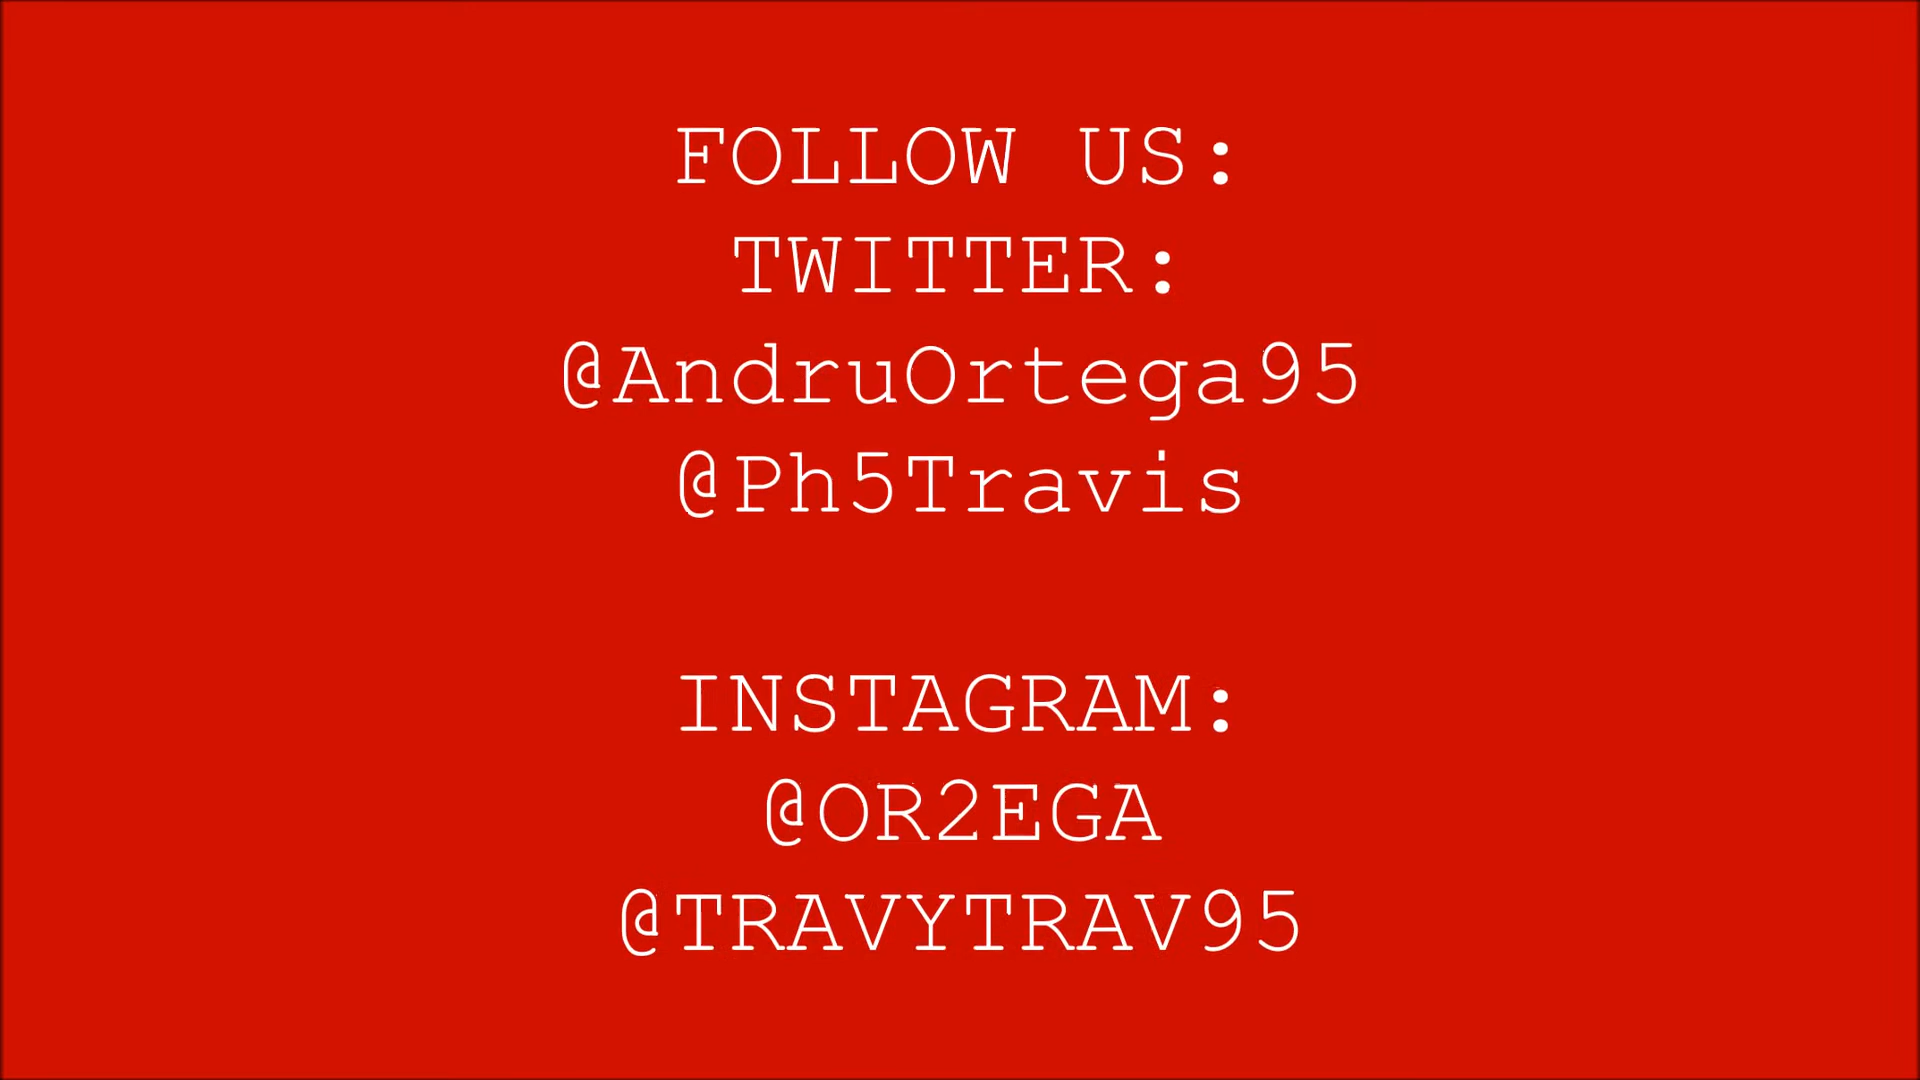 FOLLOW US:
TWITTER:
@AndruOrtega95
@Ph5Travis
INSTAGRAM:
@OR2EGA
@TRAVYTRAV95